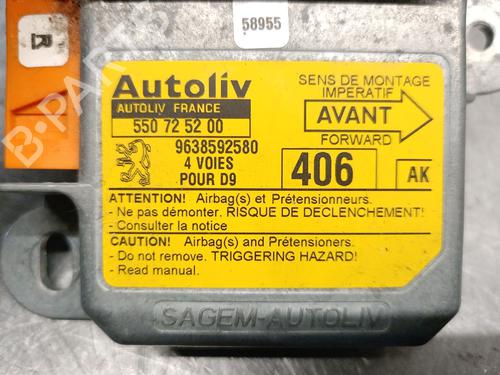 58955
R
Autoliv
AUTOLIV FRANCE
550 72 52 00
9638592580
4 VOIES
POUR D9
SENS DE MONTAGE
IMPERATIF
AVANT
FORWARD
406
AK
ATTENTION! Airbag(s) et Prétensionneurs.
- Ne pas démonter. RISQUE DE DECLENCHEMENT!
- Consulter la notice
CAUTION! Airbag(s) and Prétensioners.
- Do not remove. TRIGGERING HAZARD!
- Read manual.
SAGEM-AUTOLIV
B-PARTS